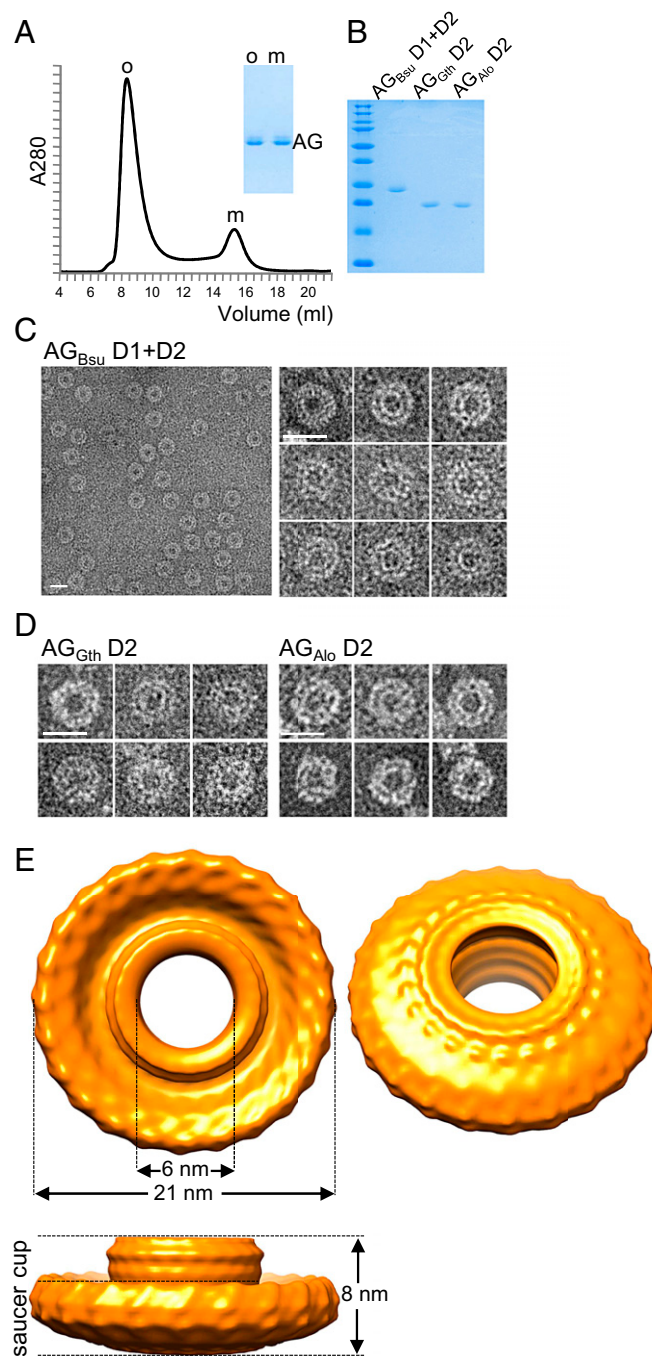 A
o m
AG
o
m
A280
4 6 8 10 12 14 16 18 20
Volume (ml)
B
AGBsu D1+D2
AGGth D2
AGAlo D2
C
AGBsu D1+D2
D
AGGth D2
AGAlo D2
E
6 nm
21 nm
saucer cup
8 nm